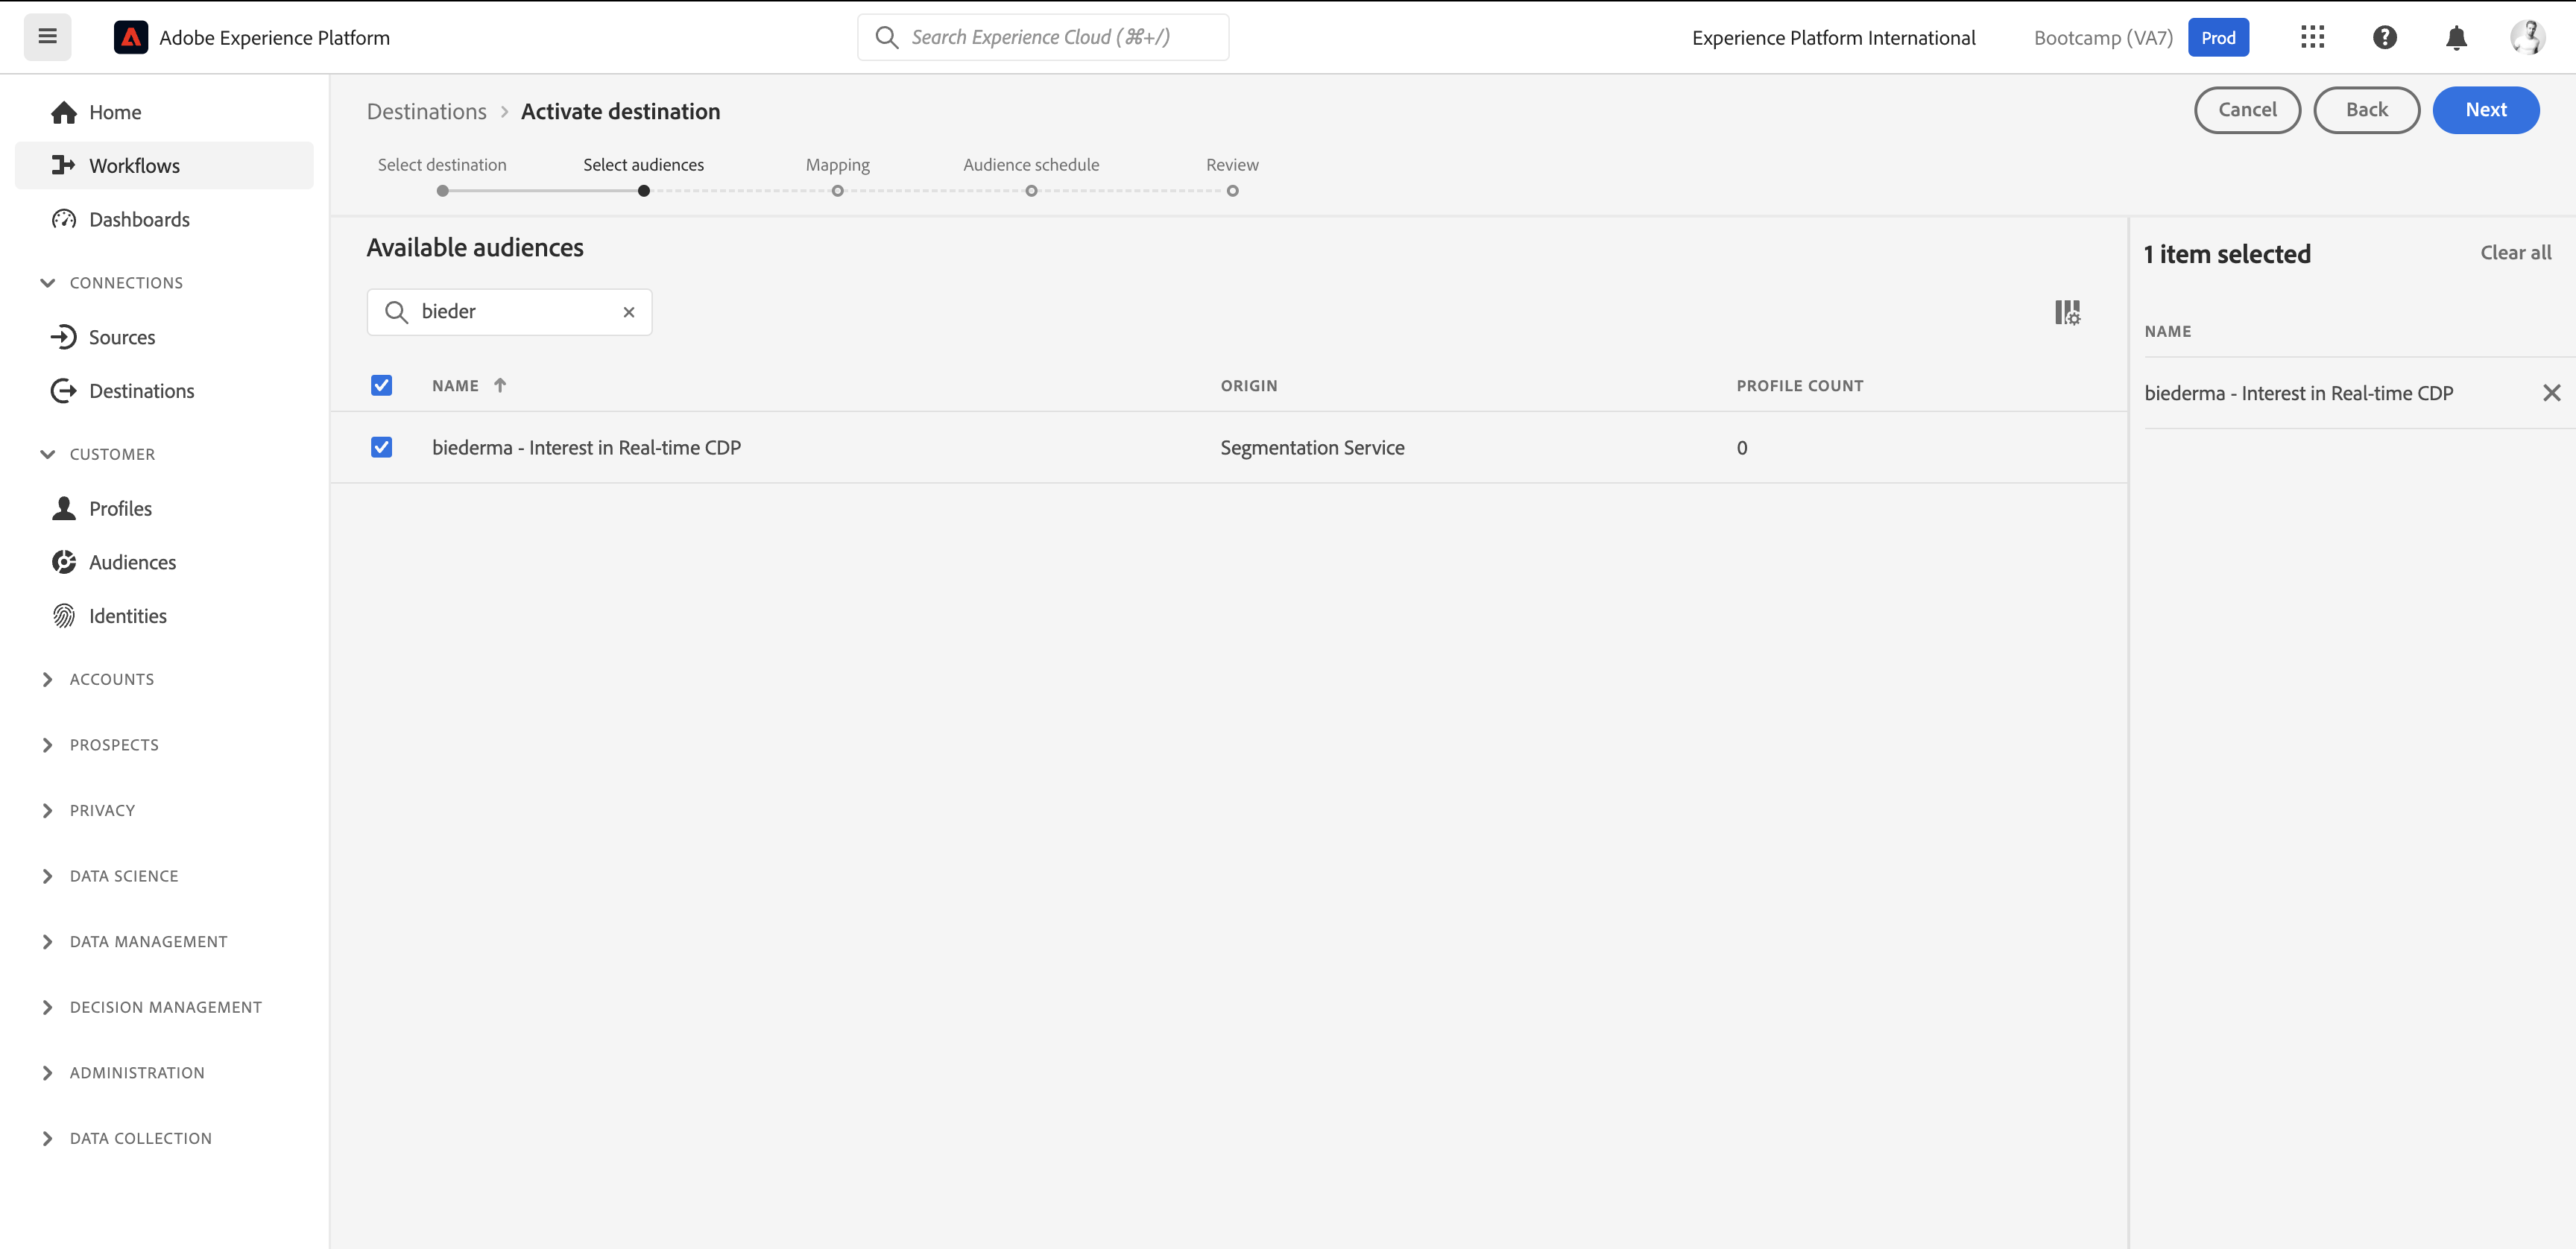 Adobe Experience Platform
Search Experience Cloud (⌘+/)
Experience Platform International
Bootcamp (VA7)
Prod
Home
Workflows
Dashboards
CONNECTIONS
Sources
Destinations
CUSTOMER
Profiles
Audiences
Identities
ACCOUNTS
PROSPECTS
PRIVACY
DATA SCIENCE
DATA MANAGEMENT
DECISION MANAGEMENT
ADMINISTRATION
DATA COLLECTION
Destinations > Activate destination
Cancel
Back
Next
Select destination
Select audiences
Mapping
Audience schedule
Review
Available audiences
bieder
NAME
ORIGIN
PROFILE COUNT
biederma - Interest in Real-time CDP
Segmentation Service
0
1 item selected
Clear all
NAME
biederma - Interest in Real-time CDP